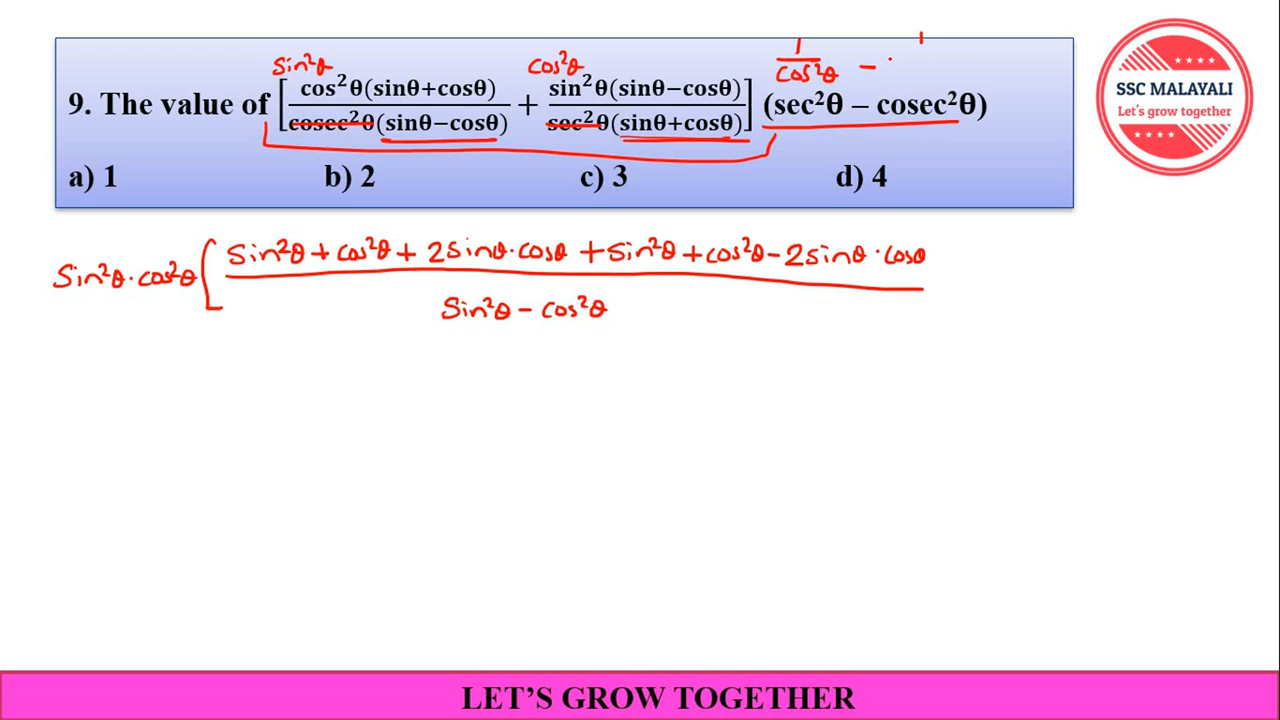 sin²θ cos²θ 1/cos²θ –
9. The value of [cos²θ(sinθ+cosθ)/cosec²θ(sinθ−cosθ) + sin²θ(sinθ−cosθ)/sec²θ(sinθ+cosθ)] (sec²θ – cosec²θ)
a) 1 b) 2 c) 3 d) 4
SSC MALAYALI
Let's grow together
Sin²θ·cos²θ [Sin²θ + cos²θ + 2Sinθ·cosθ + Sin²θ + cos²θ - 2Sinθ·cosθ
Sin²θ - cos²θ
LET'S GROW TOGETHER